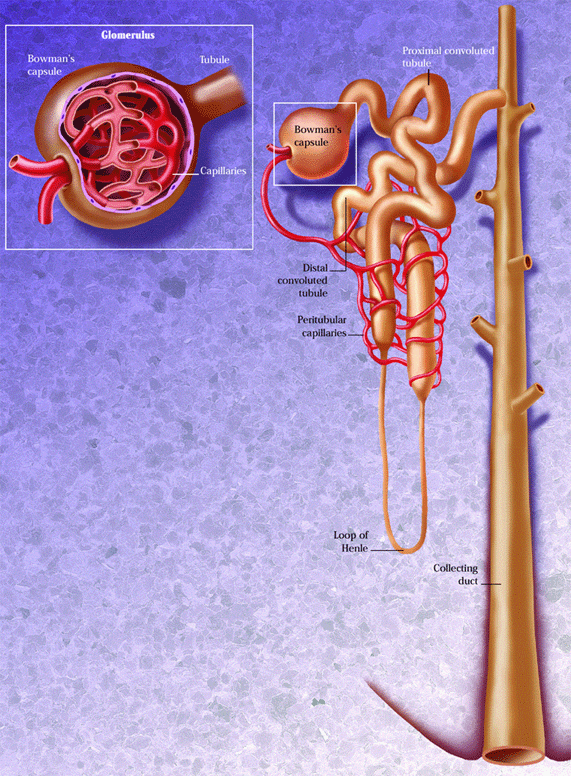 Glomerulus
Bowman's
capsule
Tubule
Capillaries
Proximal convoluted
tubule
Bowman's
capsule
Distal
convoluted
tubule
Peritubular
capillaries
Loop of
Henle
Collecting
duct